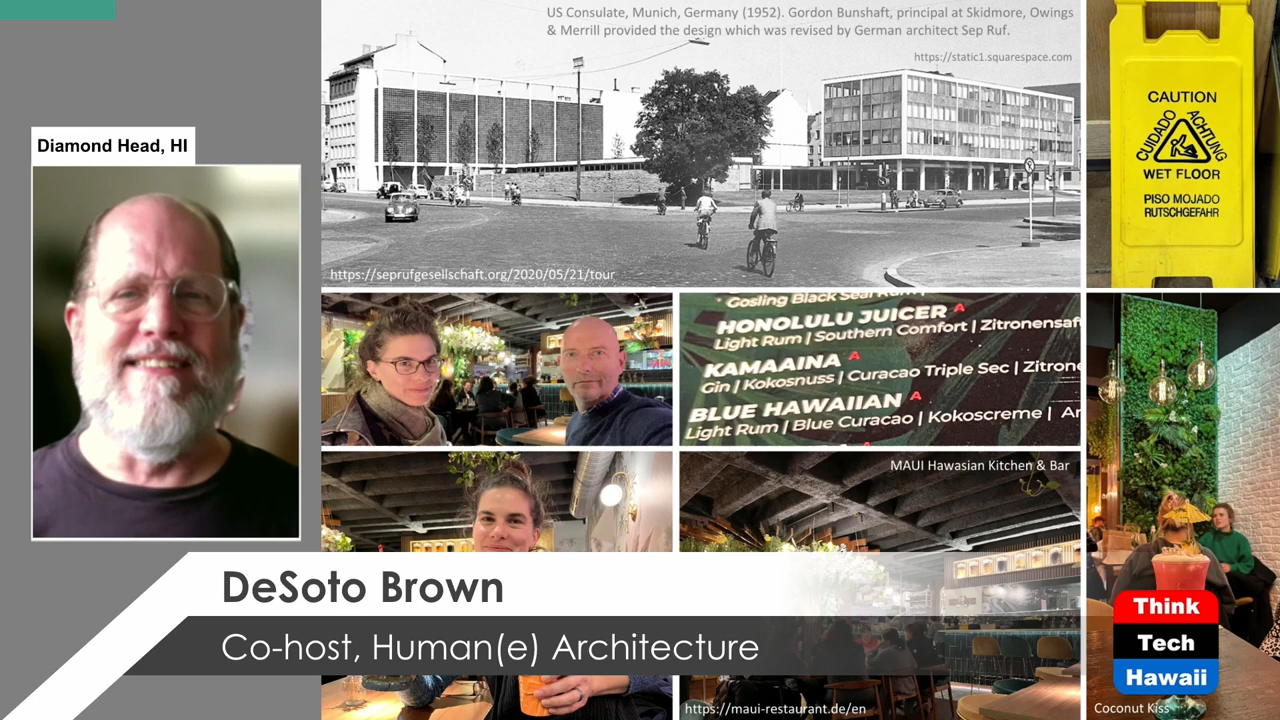 US Consulate, Munich, Germany (1952). Gordon Bunshaft, principal at Skidmore, Owings
& Merrill provided the design which was revised by German architect Sep Ruf.
https://static1.squarespace.com
https://seprufgesellschaft.org/2020/05/21/tour
CAUTION
CUIDADO
ACHTUNG
WET FLOOR
PISO MOJADO
RUTSCHGEFAHR
Diamond Head, HI
Gosling Black Seal
HONOLULU JUICER A
Light Rum | Southern Comfort | Zitronensaf
KAMAAINA A
Gin | Kokosnuss | Curacao Triple Sec | Zitrone
BLUE HAWAIIAN A
Light Rum | Blue Curacao | Kokoscreme |
MAUI Hawasian Kitchen & Bar
DeSoto Brown
Co-host, Human(e) Architecture
Think
Tech
Hawaii
https://maui-restaurant.de/en
Coconut Kiss